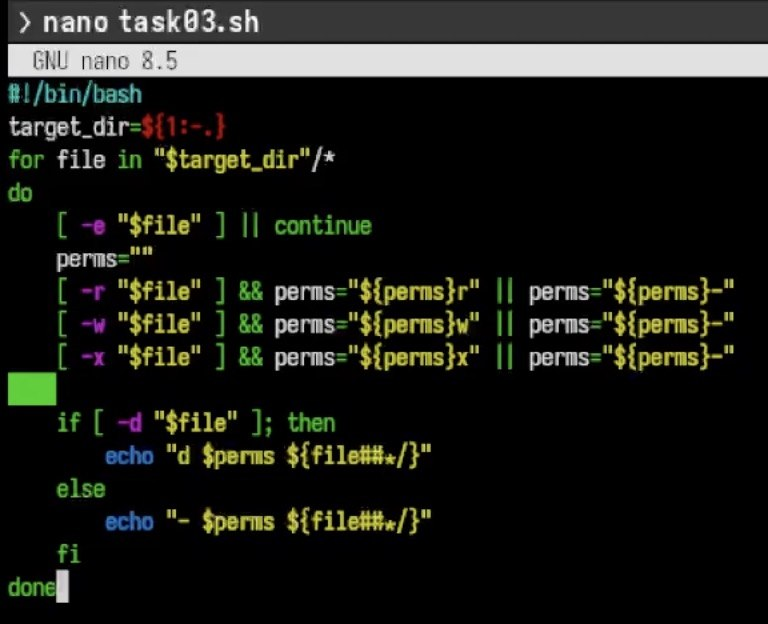 ❯ nano task03.sh
GNU nano 8.5
#!/bin/bash
target_dir=${1:-.}
for file in "$target_dir"/*
do
    [ -e "$file" ] || continue
    perms=""
    [ -r "$file" ] && perms="${perms}r" || perms="${perms}-"
    [ -w "$file" ] && perms="${perms}w" || perms="${perms}-"
    [ -x "$file" ] && perms="${perms}x" || perms="${perms}-"
    if [ -d "$file" ]; then
        echo "d $perms ${file##*/}"
    else
        echo "- $perms ${file##*/}"
    fi
done